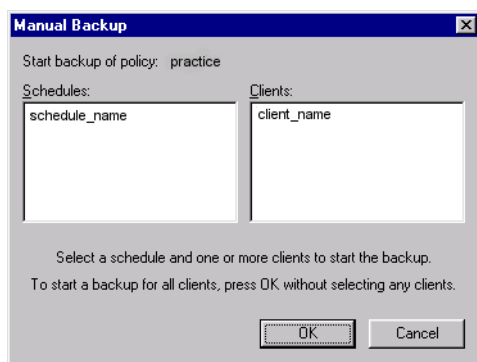 Manual Backup
Start backup of policy: practice
Schedules: Clients:
schedule_name client_name
Select a schedule and one or more clients to start the backup.
To start a backup for all clients, press OK without selecting any clients.
OK Cancel